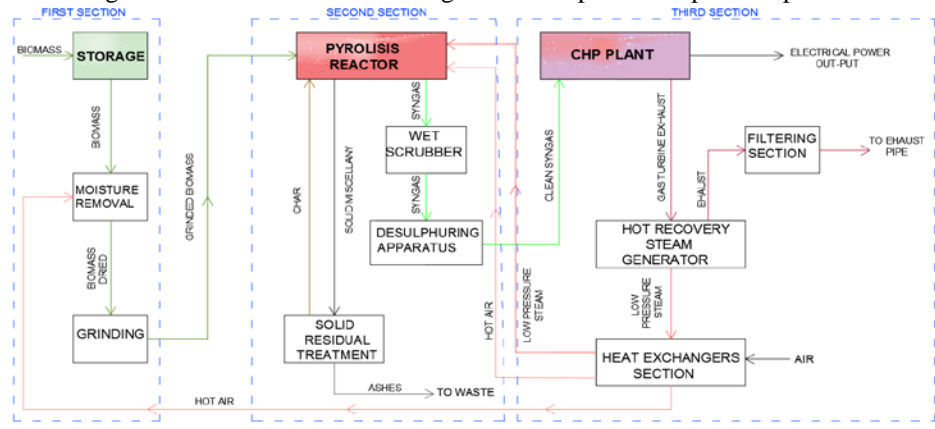 FIRST SECTION
SECOND SECTION
THIRD SECTION
BIOMASS
STORAGE
PYROLISIS
REACTOR
CHP PLANT
ELECTRICAL POWER
OUT-PUT
BIOMASS
GRINDED BIOMASS
CHAR
SOLID MISCELLANY
SYNGAS
WET
SCRUBBER
SYNGAS
DESULPHURING
APPARATUS
CLEAN SYNGAS
GAS TURBINE EXHAUST
EHAUST
FILTERING
SECTION
TO EHAUST
PIPE
MOISTURE
REMOVAL
HOT RECOVERY
STEAM
GENERATOR
BIOMASS
DRIED
GRINDING
SOLID
RESIDUAL
TREATMENT
HOT AIR
LOW PRESSURE
STEAM
LOW
PRESSURE
STEAM
HEAT EXCHANGERS
SECTION
AIR
ASHES
TO WASTE
HOT AIR